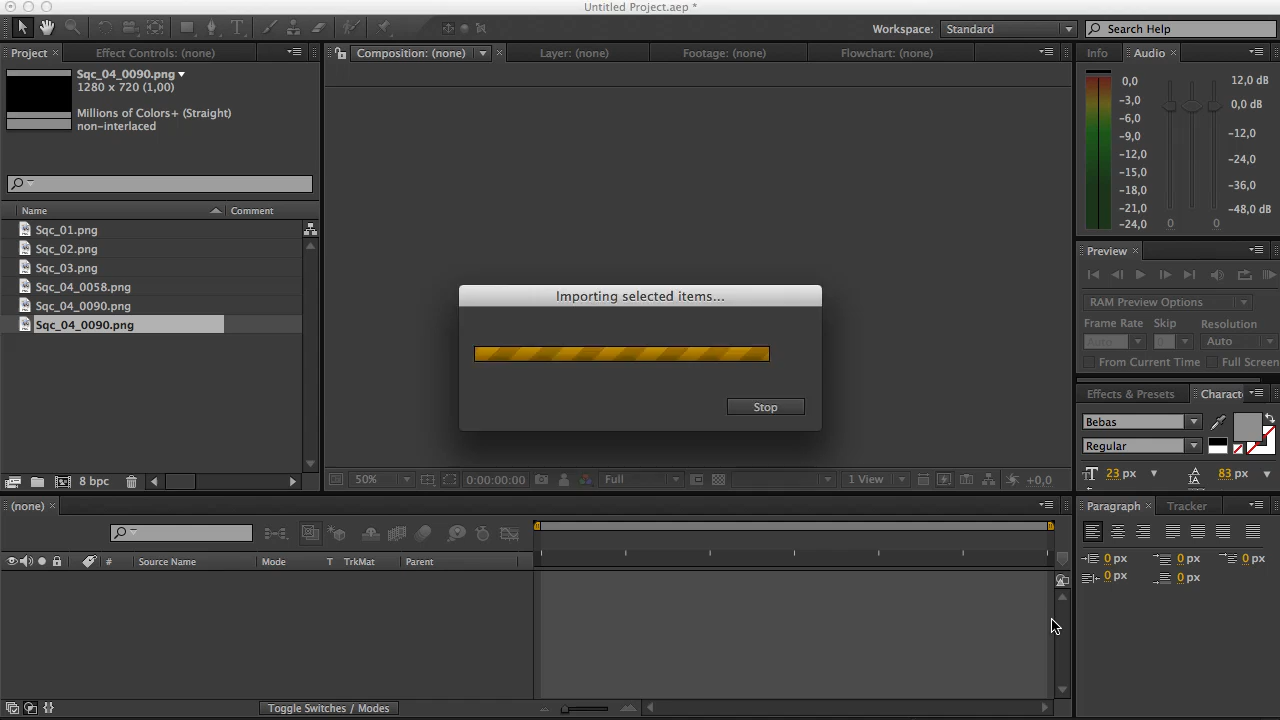 Untitled Project.aep *
Workspace: Standard Search Help
Project × Effect Controls: (none) Composition: (none) × Layer: (none) Footage: (none) Flowchart: (none) Info Audio ×
Sqc_04_0090.png
1280 x 720 (1,00)
Millions of Colors+ (Straight)
non-interlaced
0,0
-3,0
-6,0
-9,0
-12,0
-15,0
-18,0
-21,0
-24,0
0 0
12,0 dB
0,0 dB
-12,0
-24,0
-36,0
-48,0 dB
Name Comment
Sqc_01.png
Sqc_02.png
Sqc_03.png
Sqc_04_0058.png
Sqc_04_0090.png
Sqc_04_0090.png
Importing selected items...
Stop
Preview ×
RAM Preview Options
Frame Rate Skip Resolution
Auto 0 Auto
From Current Time Full Screen
Effects & Presets Charact
Bebas
Regular
23 px 83 px
8 bpc
50% 0:00:00:00 Full 1 View +0,0
(none) ×
# Source Name Mode T TrkMat Parent
Toggle Switches / Modes
Paragraph × Tracker
0 px 0 px 0 px
0 px 0 px